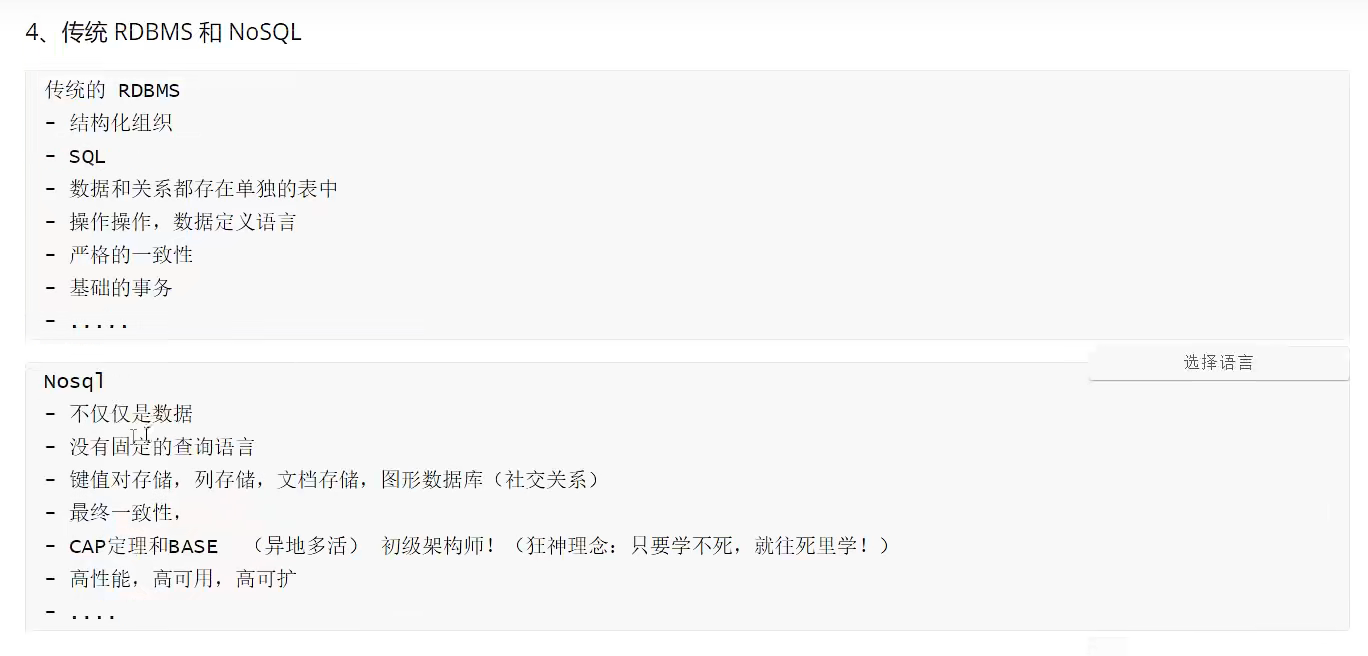 4、传统 RDBMS 和 NoSQL
传统的 RDBMS
- 结构化组织
- SQL
- 数据和关系都存在单独的表中
- 操作操作，数据定义语言
- 严格的一致性
- 基础的事务
- .....
选择语言
Nosql
- 不仅仅是数据
- 没有固定的查询语言
- 键值对存储，列存储，文档存储，图形数据库（社交关系）
- 最终一致性，
- CAP定理和BASE （异地多活） 初级架构师！（狂神理念：只要学不死，就往死里学！）
- 高性能，高可用，高可扩
- ....